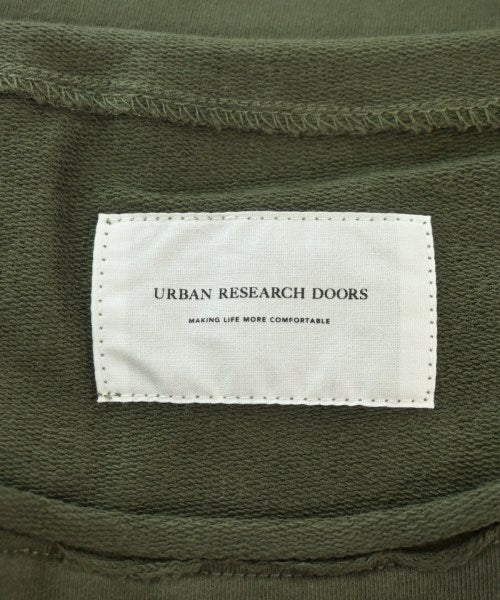 URBAN RESEARCH DOORS
MAKING LIFE MORE COMFORTABLE